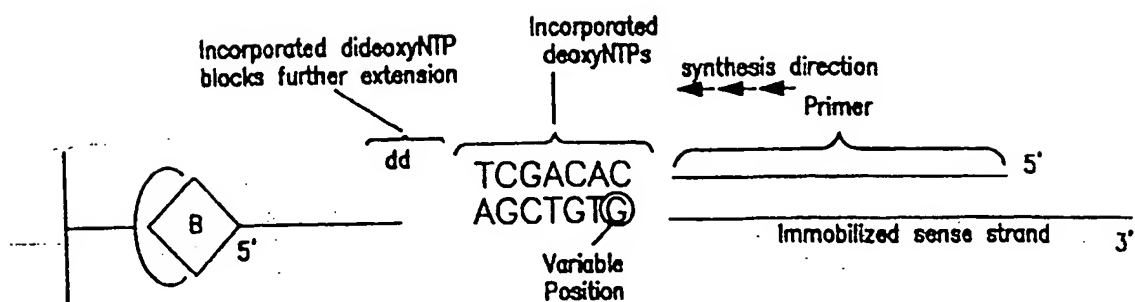 Incorporated dideoxyNTP
blocks further extension
Incorporated
deoxyNTPs
synthesis direction
Primer
dd
TCGACAC
5'
AGCTGTG
B
5'
Immobilized sense strand
3'
Variable
Position